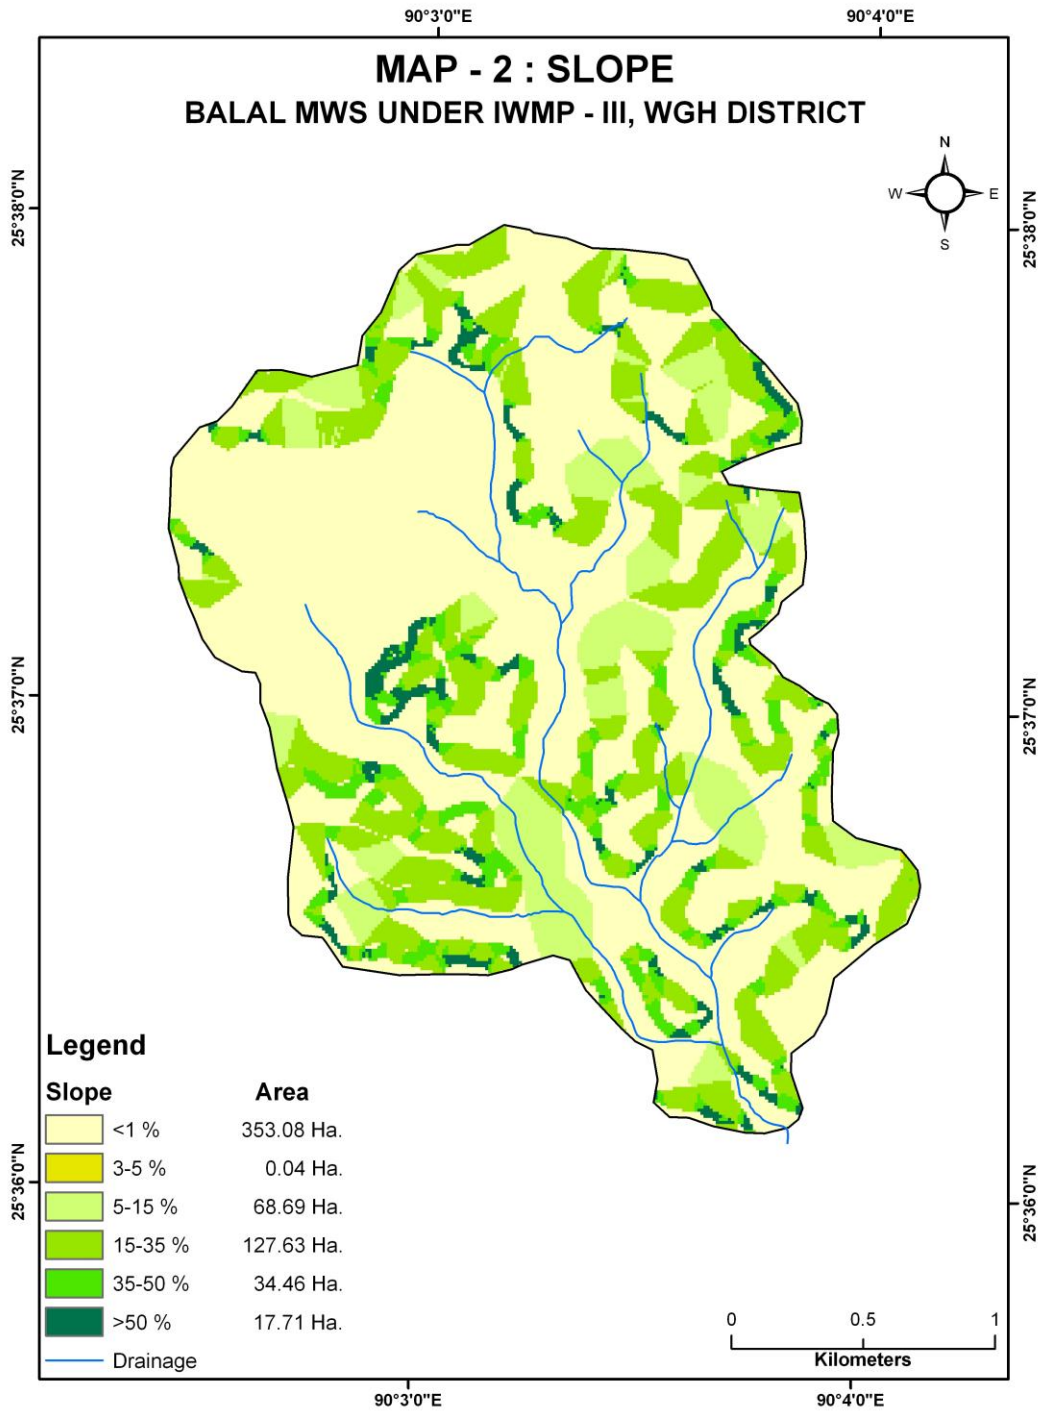 90°3'0"E 90°4'0"E
MAP - 2 : SLOPE
BALAL MWS UNDER IWMP - III, WGH DISTRICT
N
W E
S
25°38'0"N 25°38'0"N
25°37'0"N 25°37'0"N
25°36'0"N 25°36'0"N
Legend
Slope Area
<1 % 353.08 Ha.
3-5 % 0.04 Ha.
5-15 % 68.69 Ha.
15-35 % 127.63 Ha.
35-50 % 34.46 Ha.
>50 % 17.71 Ha.
Drainage
0 0.5 1
Kilometers
90°3'0"E 90°4'0"E